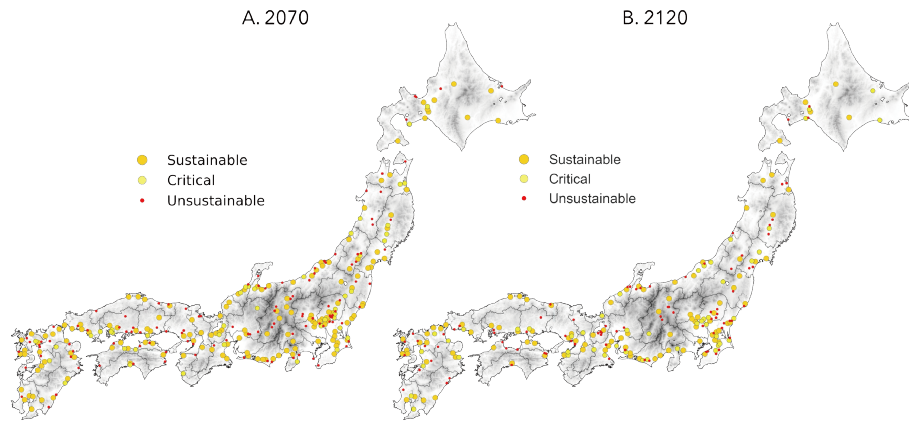 A. 2070
B. 2120
Sustainable
Critical
Unsustainable
Sustainable
Critical
Unsustainable